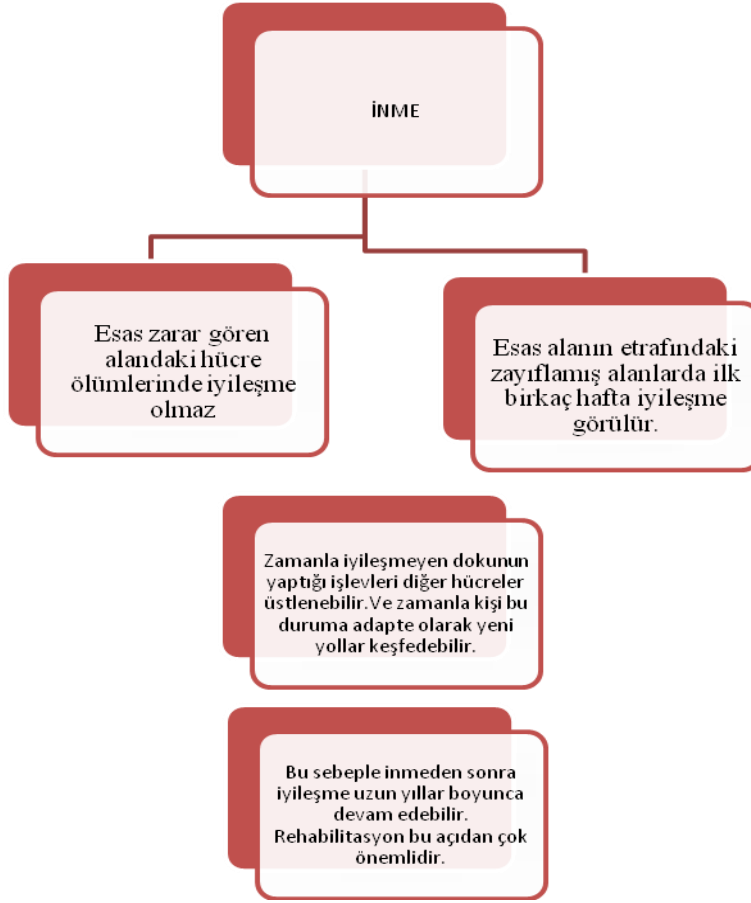 İNME
Esas zarar gören
alandaki hücre
ölümlerinde iyileşme
olmaz
Esas alanın etrafındaki
zayıflamış alanlarda ilk
birkaç hafta iyileşme
görülür.
Zamanla iyileşmeyen dokunun
yaptığı işlevleri diğer hücreler
üstlenebilir.Ve zamanla kişi bu
duruma adapte olarak yeni
yollar keşfedebilir.
Bu sebeple inmeden sonra
iyileşme uzun yıllar boyunca
devam edebilir.
Rehabilitasyon bu açıdan çok
önemlidir.